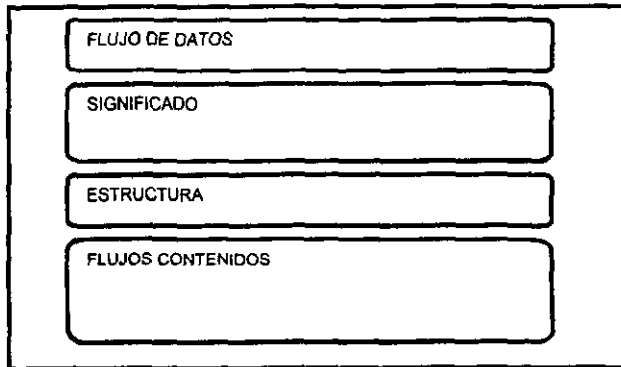 FLUJO DE DATOS
SIGNIFICADO
ESTRUCTURA
FLUJOS CONTENIDOS